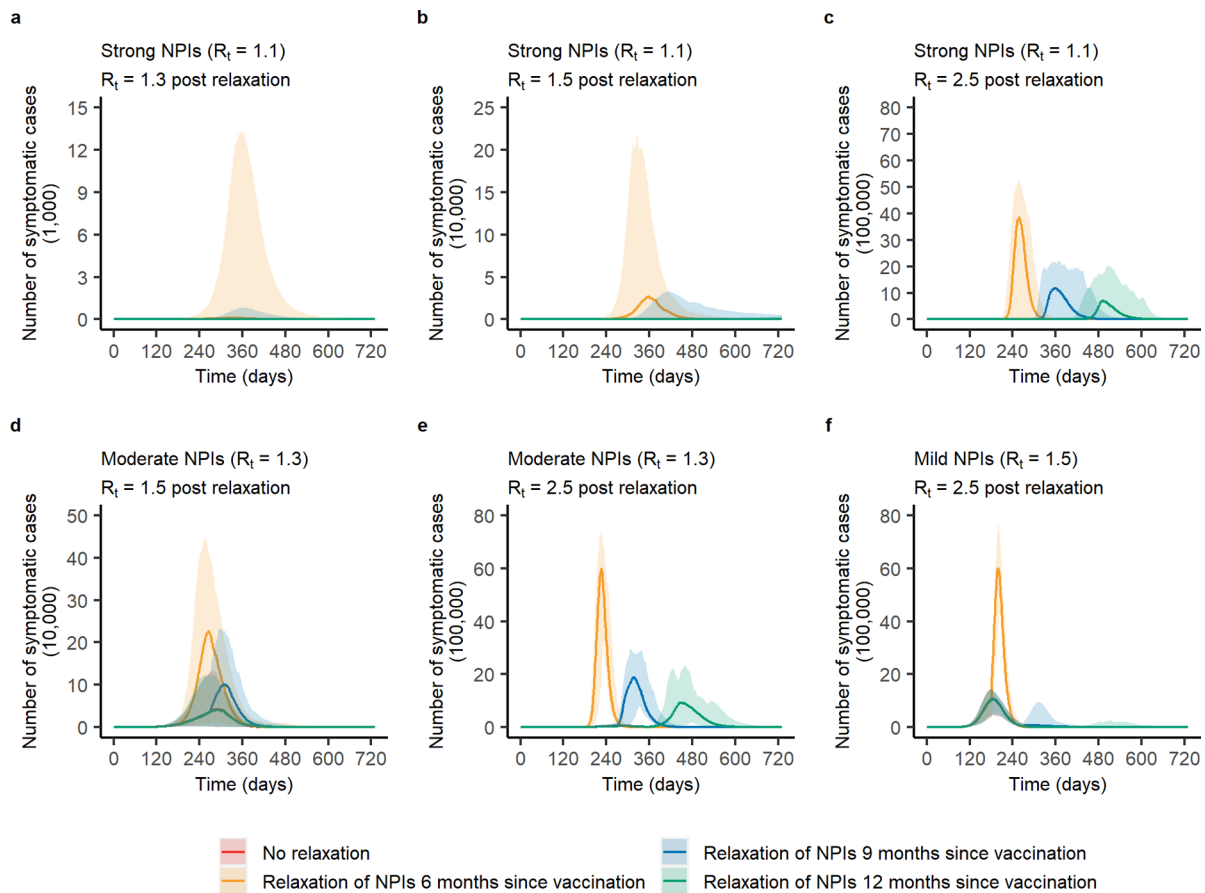 a
Strong NPIs (Rₜ = 1.1)
Rₜ = 1.3 post relaxation
Number of symptomatic cases
(1,000)
15
12
9
6
3
0
0 120 240 360 480 600 720
Time (days)
b
Strong NPIs (Rₜ = 1.1)
Rₜ = 1.5 post relaxation
Number of symptomatic cases
(10,000)
25
20
15
10
5
0
0 120 240 360 480 600 720
Time (days)
c
Strong NPIs (Rₜ = 1.1)
Rₜ = 2.5 post relaxation
Number of symptomatic cases
(100,000)
80
70
60
50
40
30
20
10
0
0 120 240 360 480 600 720
Time (days)
d
Moderate NPIs (Rₜ = 1.3)
Rₜ = 1.5 post relaxation
Number of symptomatic cases
(10,000)
50
40
30
20
10
0
0 120 240 360 480 600 720
Time (days)
e
Moderate NPIs (Rₜ = 1.3)
Rₜ = 2.5 post relaxation
Number of symptomatic cases
(100,000)
80
60
40
20
0
0 120 240 360 480 600 720
Time (days)
f
Mild NPIs (Rₜ = 1.5)
Rₜ = 2.5 post relaxation
Number of symptomatic cases
(100,000)
80
60
40
20
0
0 120 240 360 480 600 720
Time (days)
No relaxation
Relaxation of NPIs 6 months since vaccination
Relaxation of NPIs 9 months since vaccination
Relaxation of NPIs 12 months since vaccination